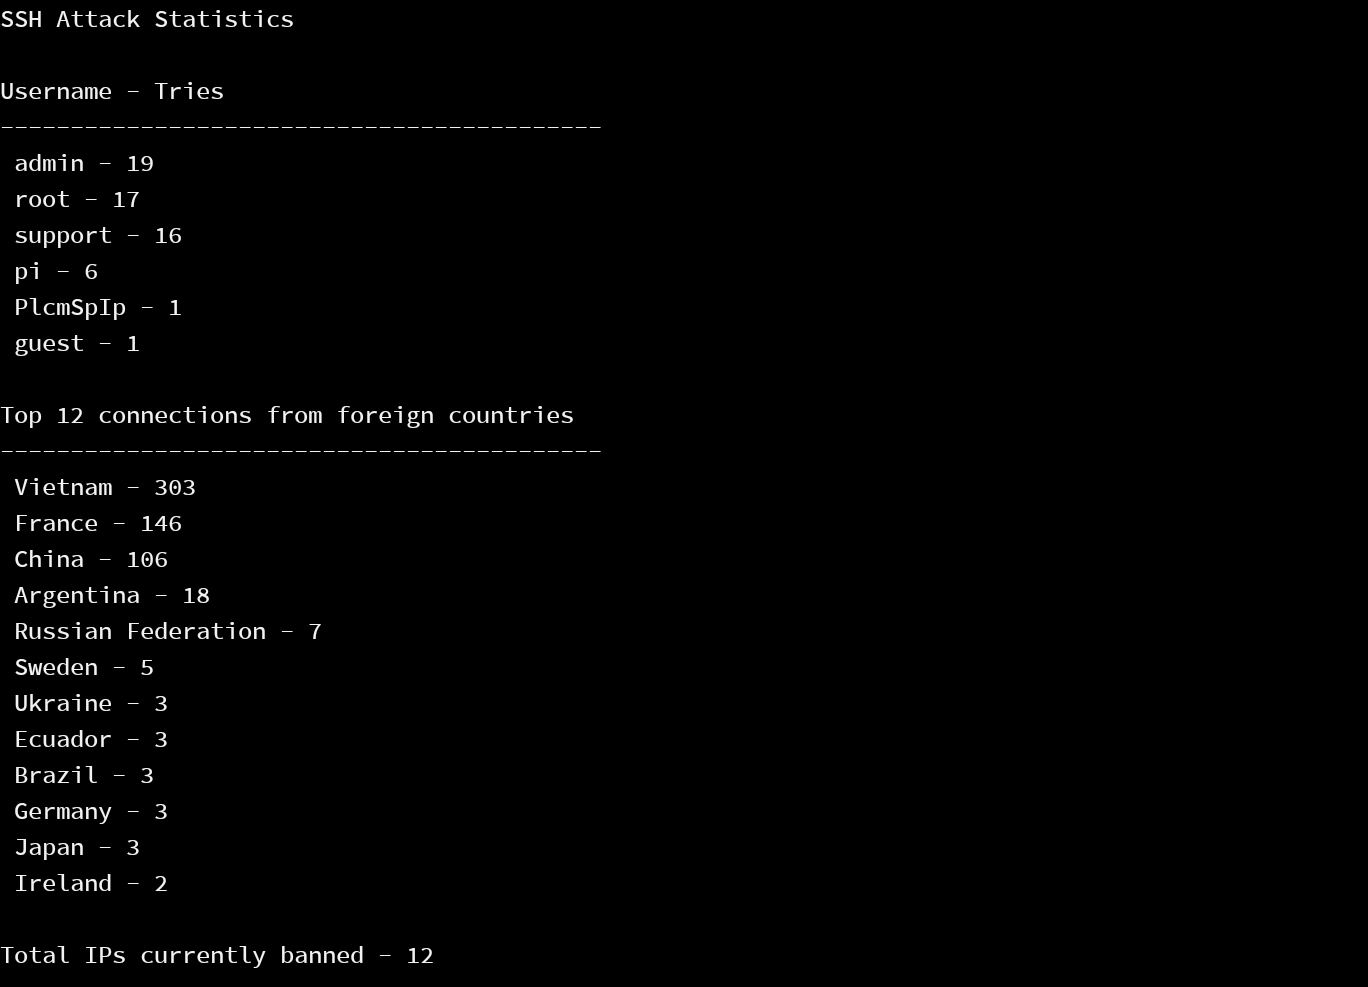 SSH Attack Statistics
Username - Tries
-------------------------------------------
admin - 19
root - 17
support - 16
pi - 6
PlcmSpIp - 1
guest - 1
Top 12 connections from foreign countries
-------------------------------------------
Vietnam - 303
France - 146
China - 106
Argentina - 18
Russian Federation - 7
Sweden - 5
Ukraine - 3
Ecuador - 3
Brazil - 3
Germany - 3
Japan - 3
Ireland - 2
Total IPs currently banned - 12